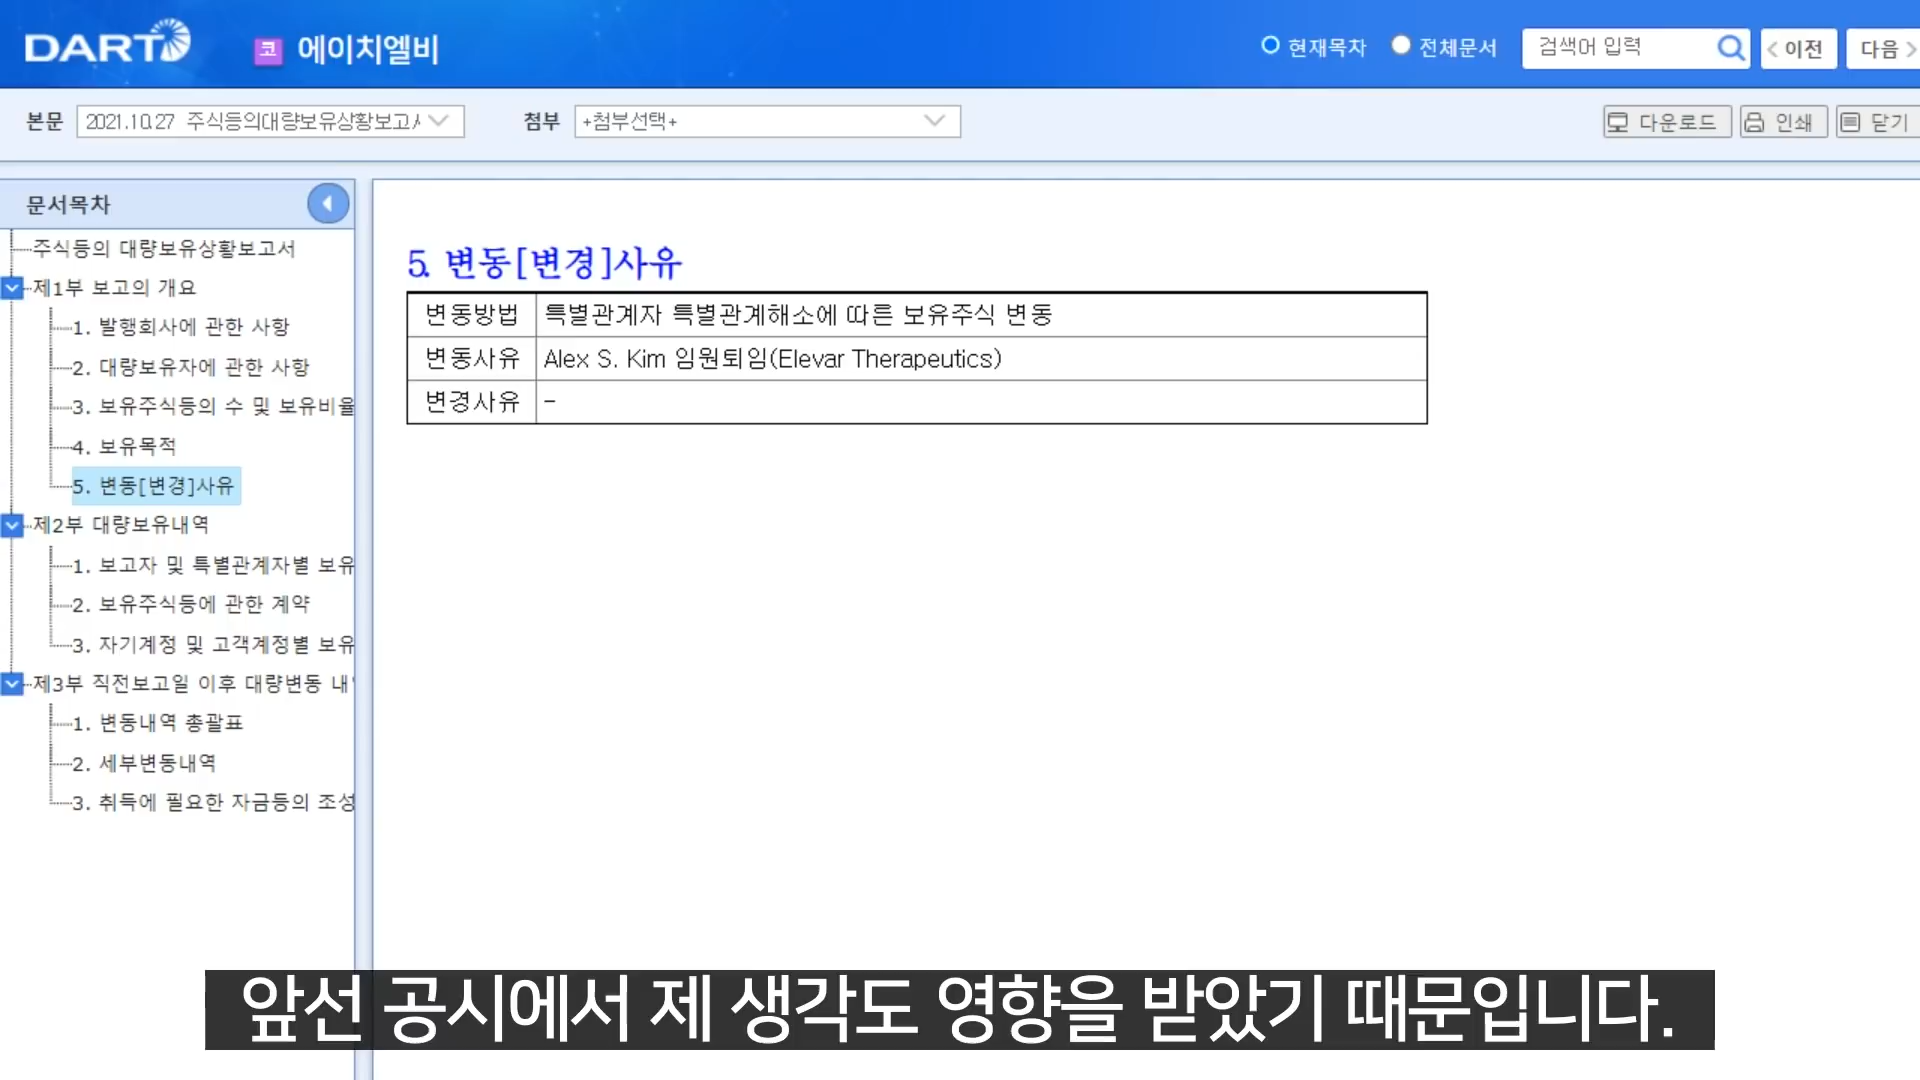 DART 코 에이치엘비 현재목차 전체문서 검색어 입력 이전 다음
본문 2021.10.27 주식등의대량보유상황보고서 첨부 +첨부선택+ 다운로드 인쇄 닫기
문서목차
주식등의 대량보유상황보고서
제1부 보고의 개요
1. 발행회사에 관한 사항
2. 대량보유자에 관한 사항
3. 보유주식등의 수 및 보유비율
4. 보유목적
5. 변동[변경]사유
제2부 대량보유내역
1. 보고자 및 특별관계자별 보유
2. 보유주식등에 관한 계약
3. 자기계정 및 고객계정별 보유
제3부 직전보고일 이후 대량변동 내
1. 변동내역 총괄표
2. 세부변동내역
3. 취득에 필요한 자금등의 조성
5. 변동[변경]사유
변동방법 특별관계자 특별관계해소에 따른 보유주식 변동
변동사유 Alex S. Kim 임원퇴임(Elevar Therapeutics)
변경사유 -
앞선 공시에서 제 생각도 영향을 받았기 때문입니다.